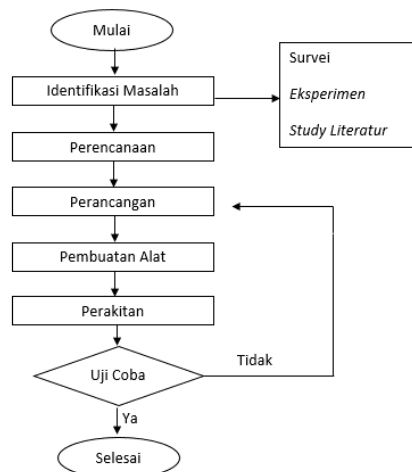 Mulai
Identifikasi Masalah
Survei
Eksperimen
Study Literatur
Perencanaan
Perancangan
Pembuatan Alat
Perakitan
Uji Coba
Tidak
Ya
Selesai